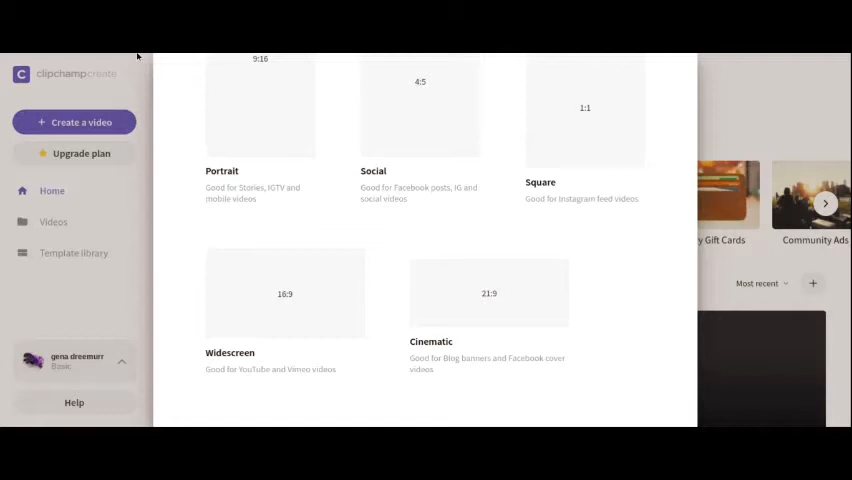 C clipchamp create
+ Create a video
Upgrade plan
Home
Videos
Template library
gena dreemurr
Basic
Help
9:16
Portrait
Good for Stories, IGTV and
mobile videos
4:5
Social
Good for Facebook posts, IG and
social videos
1:1
Square
Good for Instagram feed videos
16:9
Widescreen
Good for YouTube and Vimeo videos
21:9
Cinematic
Good for Blog banners and Facebook cover
videos
y Gift Cards
Community Ads
Most recent
+